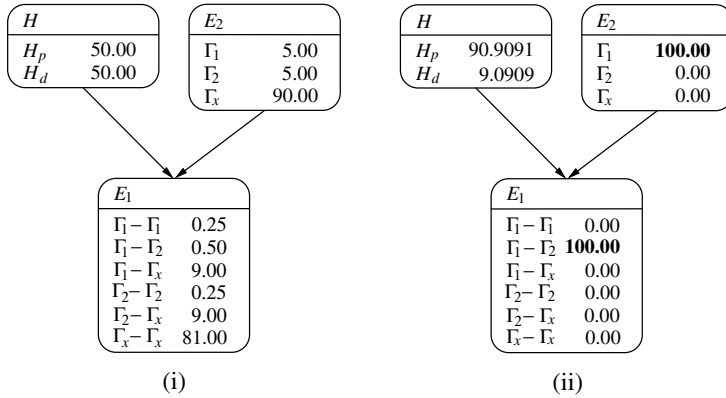 H
H_p 50.00
H_d 50.00
E_2
Γ_1 5.00
Γ_2 5.00
Γ_x 90.00
E_1
Γ_1 – Γ_1 0.25
Γ_1 – Γ_2 0.50
Γ_1 – Γ_x 9.00
Γ_2 – Γ_2 0.25
Γ_2 – Γ_x 9.00
Γ_x – Γ_x 81.00
(i)
H
H_p 90.9091
H_d 9.0909
E_2
Γ_1 100.00
Γ_2 0.00
Γ_x 0.00
E_1
Γ_1 – Γ_1 0.00
Γ_1 – Γ_2 100.00
Γ_1 – Γ_x 0.00
Γ_2 – Γ_2 0.00
Γ_2 – Γ_x 0.00
Γ_x – Γ_x 0.00
(ii)